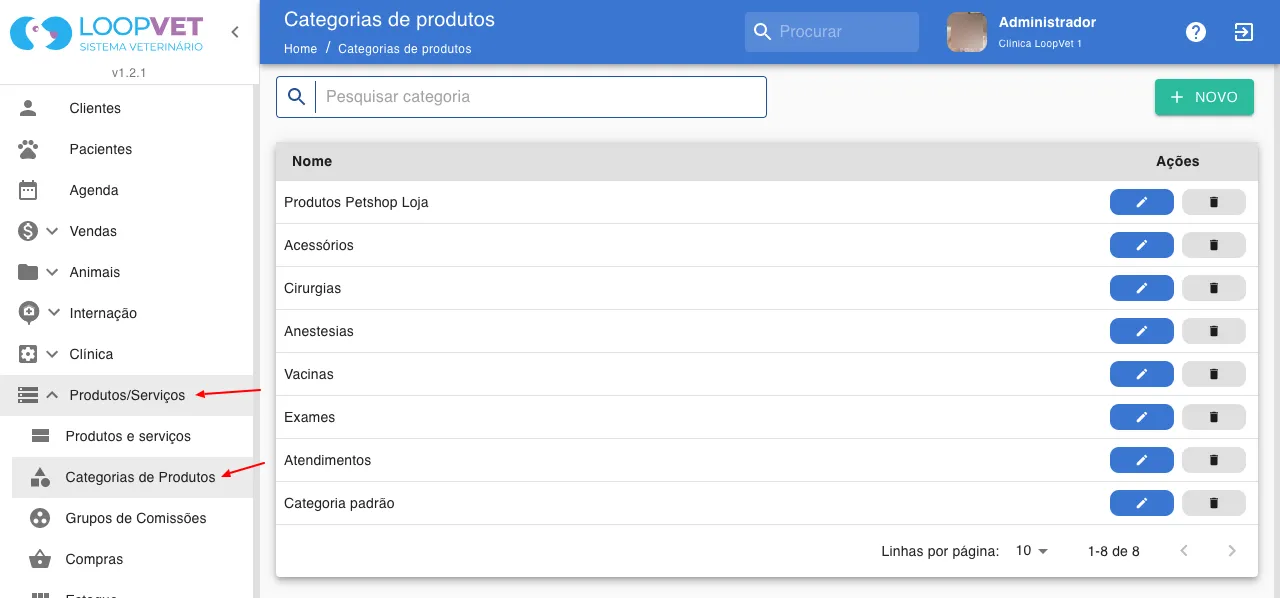 LOOPVET
SISTEMA VETERINÁRIO
v1.2.1
Clientes
Pacientes
Agenda
Vendas
Animais
Internação
Clínica
Produtos/Serviços
Produtos e serviços
Categorias de Produtos
Grupos de Comissões
Compras
Categorias de produtos
Home / Categorias de produtos
Procurar
Administrador
Clinica LoopVet 1
Pesquisar categoria
+ NOVO
Nome Ações
Produtos Petshop Loja
Acessórios
Cirurgias
Anestesias
Vacinas
Exames
Atendimentos
Categoria padrão
Linhas por página: 10 1-8 de 8